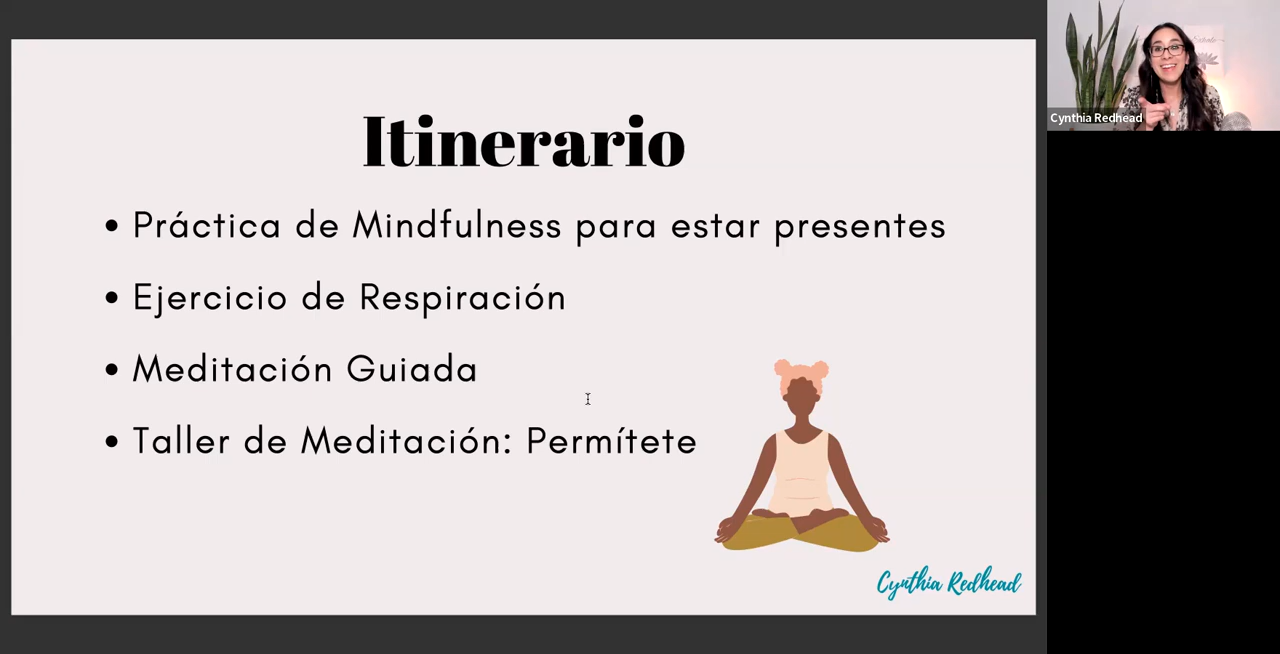 Itinerario
• Práctica de Mindfulness para estar presentes
• Ejercicio de Respiración
• Meditación Guiada
• Taller de Meditación: Permítete
Cynthia Redhead
Cynthia Redhead